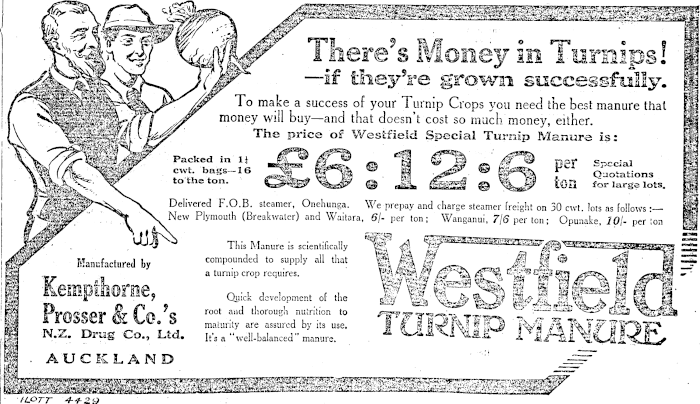 There's Money in Turnips!
—if they're grown successfully.
To make a success of your Turnip Crops you need the best manure that
money will buy—and that doesn't cost so much money, either.
The price of Westfield Special Turnip Manure is:
Packed in 1¼
cwt. bags—16
to the ton.
£6:12:6
per
ton
Special
Quotations
for large lots.
Delivered F.O.B. steamer, Onehunga. We prepay and charge steamer freight on 30 cwt. lots as follows:—
New Plymouth (Breakwater) and Waitara, 6/- per ton; Wanganui, 7/6 per ton; Opunake, 10/- per ton
This Manure is scientifically
compounded to supply all that
a turnip crop requires.
Quick development of the
root and thorough nutrition to
maturity are assured by its use.
It's a "well-balanced" manure.
Manufactured by
Kempthorne,
Prosser & Co.'s
N.Z. Drug Co., Ltd.
AUCKLAND
Westfield
TURNIP MANURE
ILOTT 4429